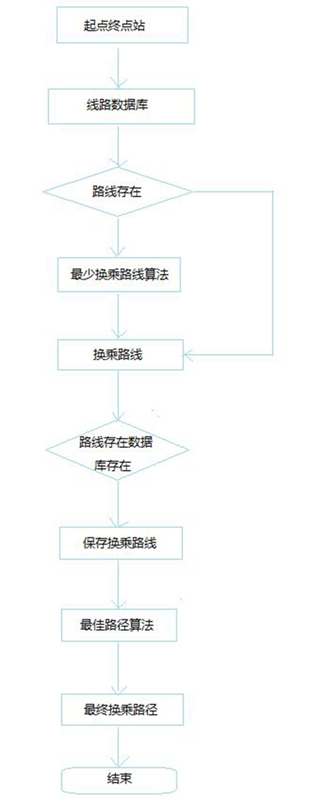 起点终点站
线路数据库
路线存在
最少换乘路线算法
换乘路线
路线存在数据
库存在
保存换乘路线
最佳路径算法
最终换乘路径
结束